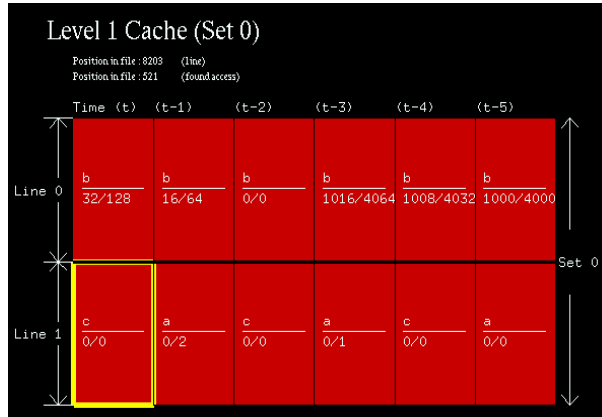 Level 1 Cache (Set 0)
Position in file : 8203 (line)
Position in file : 521 (found access)
Time (t) (t-1) (t-2) (t-3) (t-4) (t-5)
b b b b b b
Line 0 32/128 16/64 0/0 1016/4064 1008/4032 1000/4000
Set 0
c a c a c a
Line 1 0/0 0/2 0/0 0/1 0/0 0/0